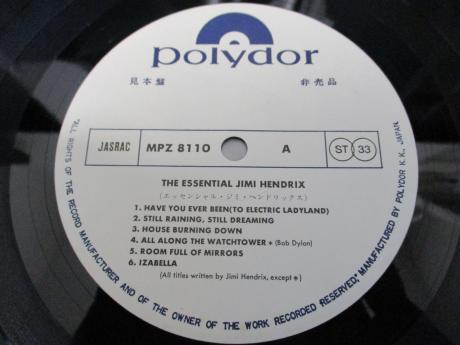 polydor
見本盤 非売品
JASRAC MPZ 8110 A ST 33
THE ESSENTIAL JIMI HENDRIX
(エッセンシャル・ジミ・ヘンドリックス)
1. HAVE YOU EVER BEEN(TO ELECTRIC LADYLAND)
2. STILL RAINING, STILL DREAMING
3. HOUSE BURNING DOWN
4. ALL ALONG THE WATCHTOWER * (Bob Dylan)
5. ROOM FULL OF MIRRORS
6. IZABELLA
(All titles written by Jimi Hendrix, except *)
"ALL RIGHTS OF THE RECORD MANUFACTURER AND OF THE OWNER OF THE WORK RECORDED RESERVED," MANUFACTURED BY POLYDOR K.K., JAPAN